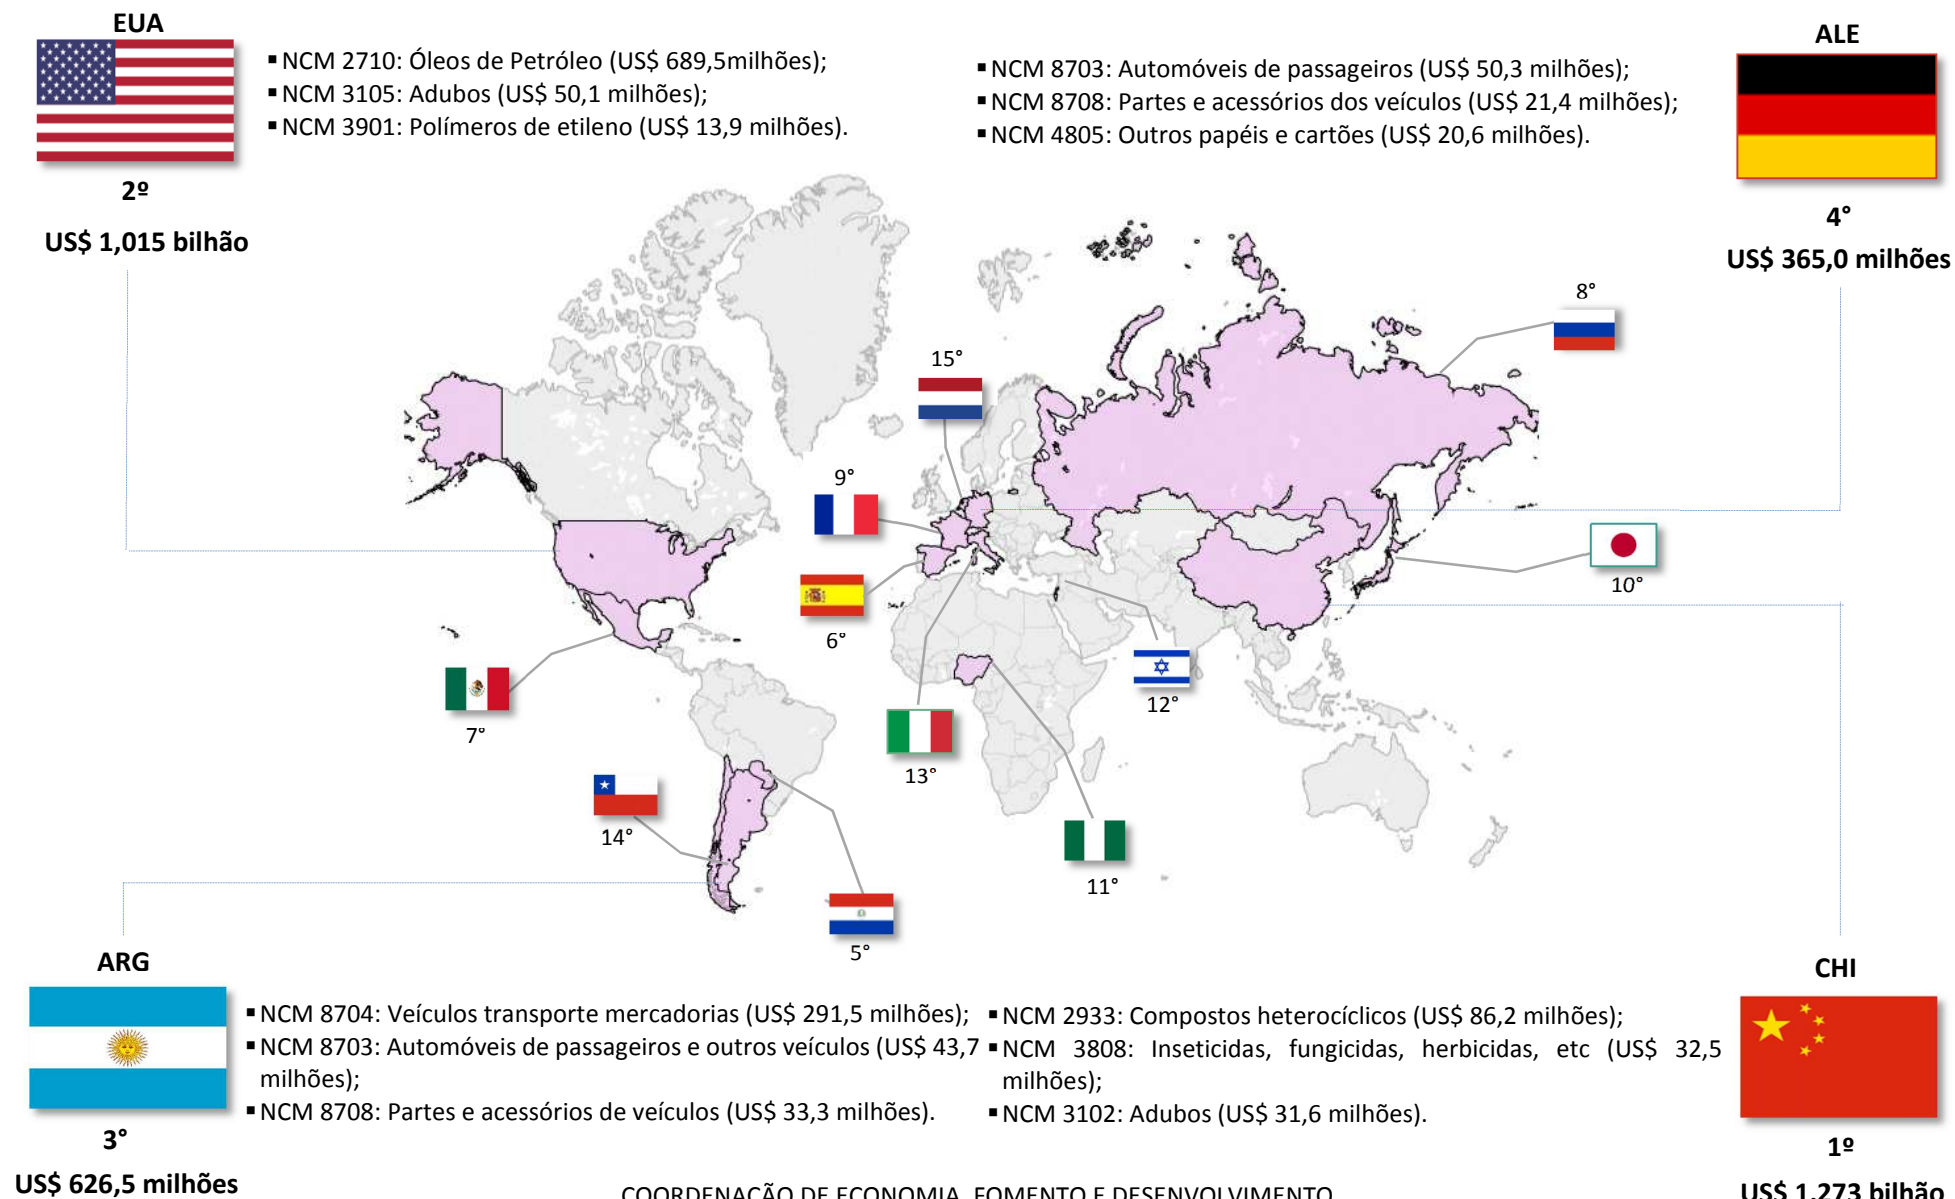 EUA
2º
US$ 1,015 bilhão
▪NCM 2710: Óleos de Petróleo (US$ 689,5milhões);
▪NCM 3105: Adubos (US$ 50,1 milhões);
▪NCM 3901: Polímeros de etileno (US$ 13,9 milhões).
▪NCM 8703: Automóveis de passageiros (US$ 50,3 milhões);
▪NCM 8708: Partes e acessórios dos veículos (US$ 21,4 milhões);
▪NCM 4805: Outros papéis e cartões (US$ 20,6 milhões).
ALE
4°
US$ 365,0 milhões
8°
15°
9°
10°
6°
12°
7°
13°
14°
11°
5°
ARG
3°
US$ 626,5 milhões
▪NCM 8704: Veículos transporte mercadorias (US$ 291,5 milhões);
▪NCM 8703: Automóveis de passageiros e outros veículos (US$ 43,7
milhões);
▪NCM 8708: Partes e acessórios de veículos (US$ 33,3 milhões).
▪NCM 2933: Compostos heterocíclicos (US$ 86,2 milhões);
▪NCM 3808: Inseticidas, fungicidas, herbicidas, etc (US$ 32,5
milhões);
▪NCM 3102: Adubos (US$ 31,6 milhões).
CHI
1º
US$ 1,273 bilhão
COORDENAÇÃO DE ECONOMIA, FOMENTO E DESENVOLVIMENTO